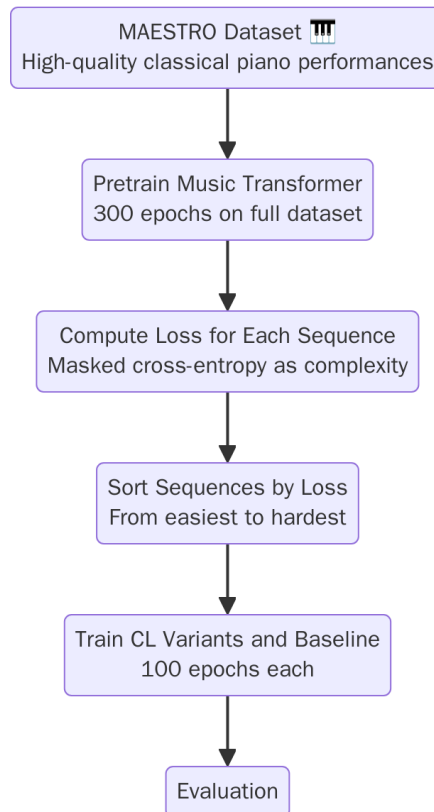 MAESTRO Dataset 🎹
High-quality classical piano performances
Pretrain Music Transformer
300 epochs on full dataset
Compute Loss for Each Sequence
Masked cross-entropy as complexity
Sort Sequences by Loss
From easiest to hardest
Train CL Variants and Baseline
100 epochs each
Evaluation